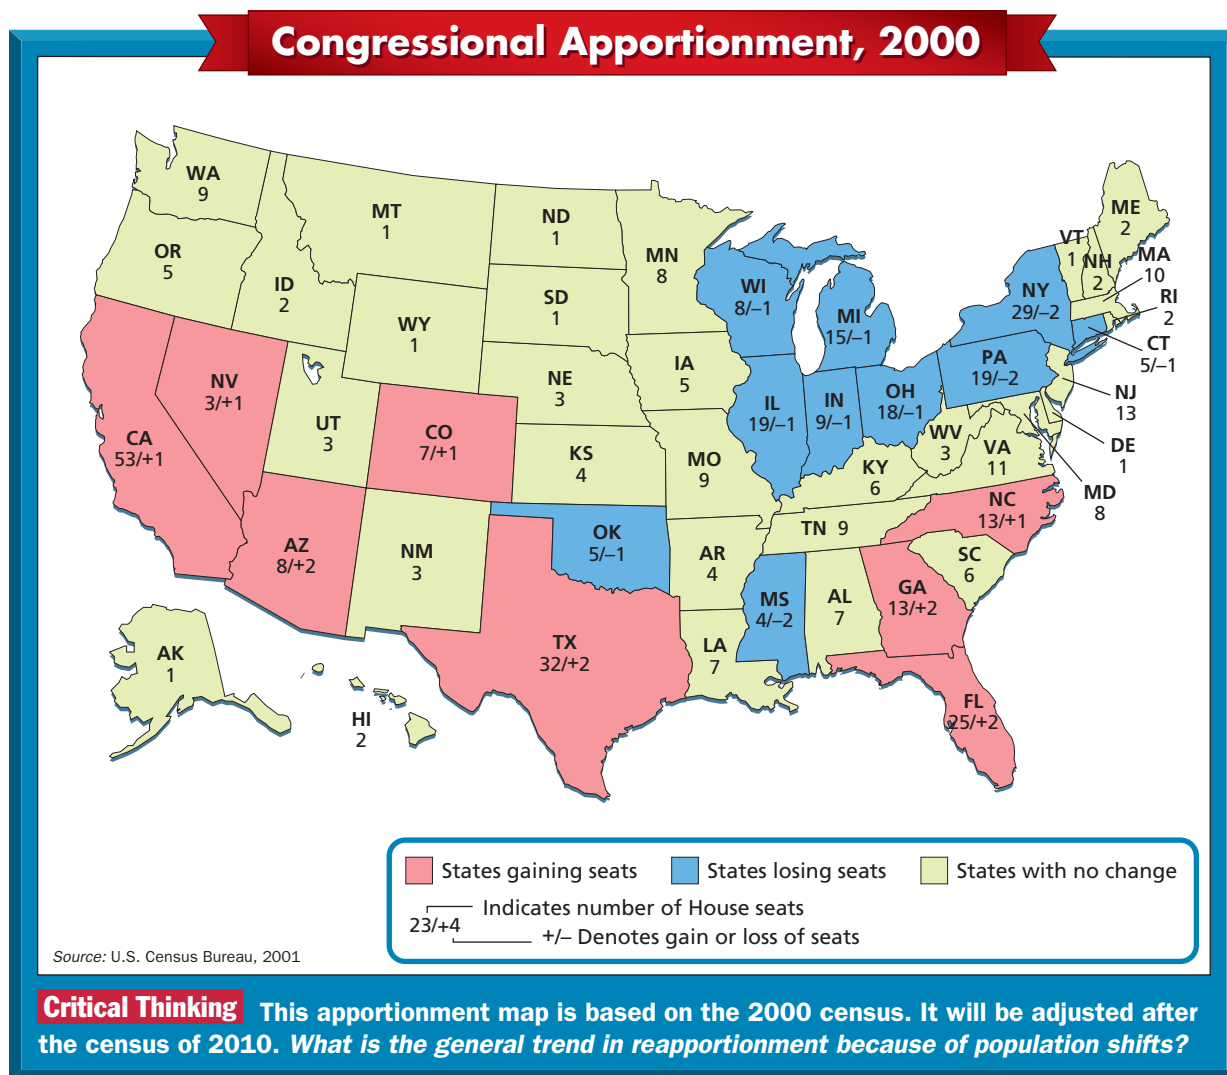 Congressional Apportionment, 2000
WA
9
OR
5
ID
2
MT
1
WY
1
ND
1
SD
1
NE
3
KS
4
MN
8
IA
5
MO
9
WI
8/–1
MI
15/–1
IL
19/–1
IN
9/–1
OH
18/–1
PA
19/–2
NY
29/–2
VT
1
NH
2
ME
2
MA
10
RI
2
CT
5/–1
NJ
13
DE
1
MD
8
CA
53/+1
NV
3/+1
UT
3
CO
7/+1
AZ
8/+2
NM
3
OK
5/–1
TX
32/+2
AR
4
LA
7
MS
4/–2
AL
7
TN 9
KY
6
WV
3
VA
11
NC
13/+1
SC
6
GA
13/+2
FL
25/+2
AK
1
HI
2
States gaining seats
States losing seats
States with no change
Indicates number of House seats
23/+4
+/– Denotes gain or loss of seats
Source: U.S. Census Bureau, 2001
Critical Thinking This apportionment map is based on the 2000 census. It will be adjusted after
the census of 2010. What is the general trend in reapportionment because of population shifts?